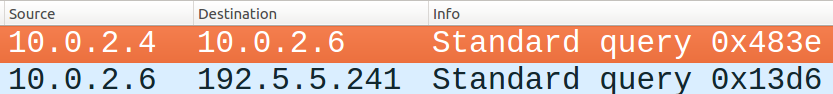 Source Destination Info
10.0.2.4 10.0.2.6 Standard query 0x483e
10.0.2.6 192.5.5.241 Standard query 0x13d6